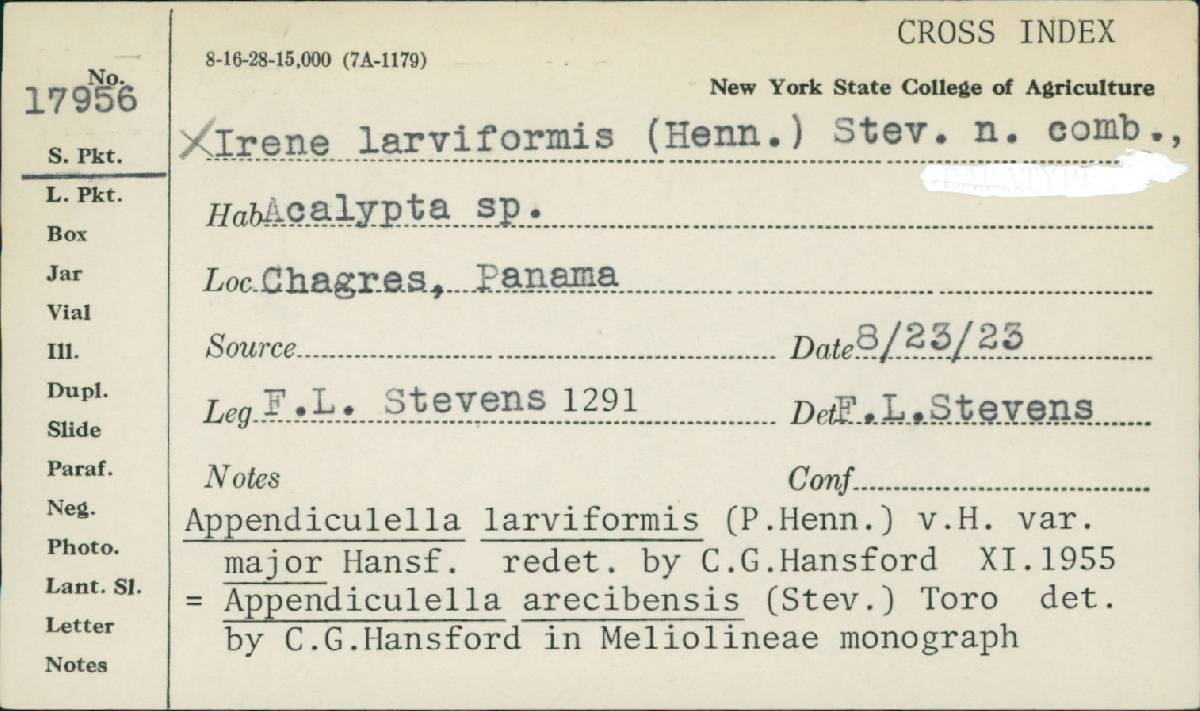 CROSS INDEX
8-16-28-15,000 (7A-1179)
New York State College of Agriculture
No.
17956
S. Pkt.
L. Pkt.
Box
Jar
Vial
Ill.
Dupl.
Slide
Paraf.
Neg.
Photo.
Lant. Sl.
Letter
Notes
XIrene larviformis (Henn.) Stev. n. comb.,
PARATYPE
Hab Acalypta sp.
Loc. Chagres, Panama
Source Date 8/23/23
Leg F.L. Stevens 1291 Det F.L.Stevens
Notes Conf
Appendiculella larviformis (P.Henn.) v.H. var.
major Hansf. redet. by C.G.Hansford XI.1955
= Appendiculella arecibensis (Stev.) Toro det.
by C.G.Hansford in Meliolineae monograph